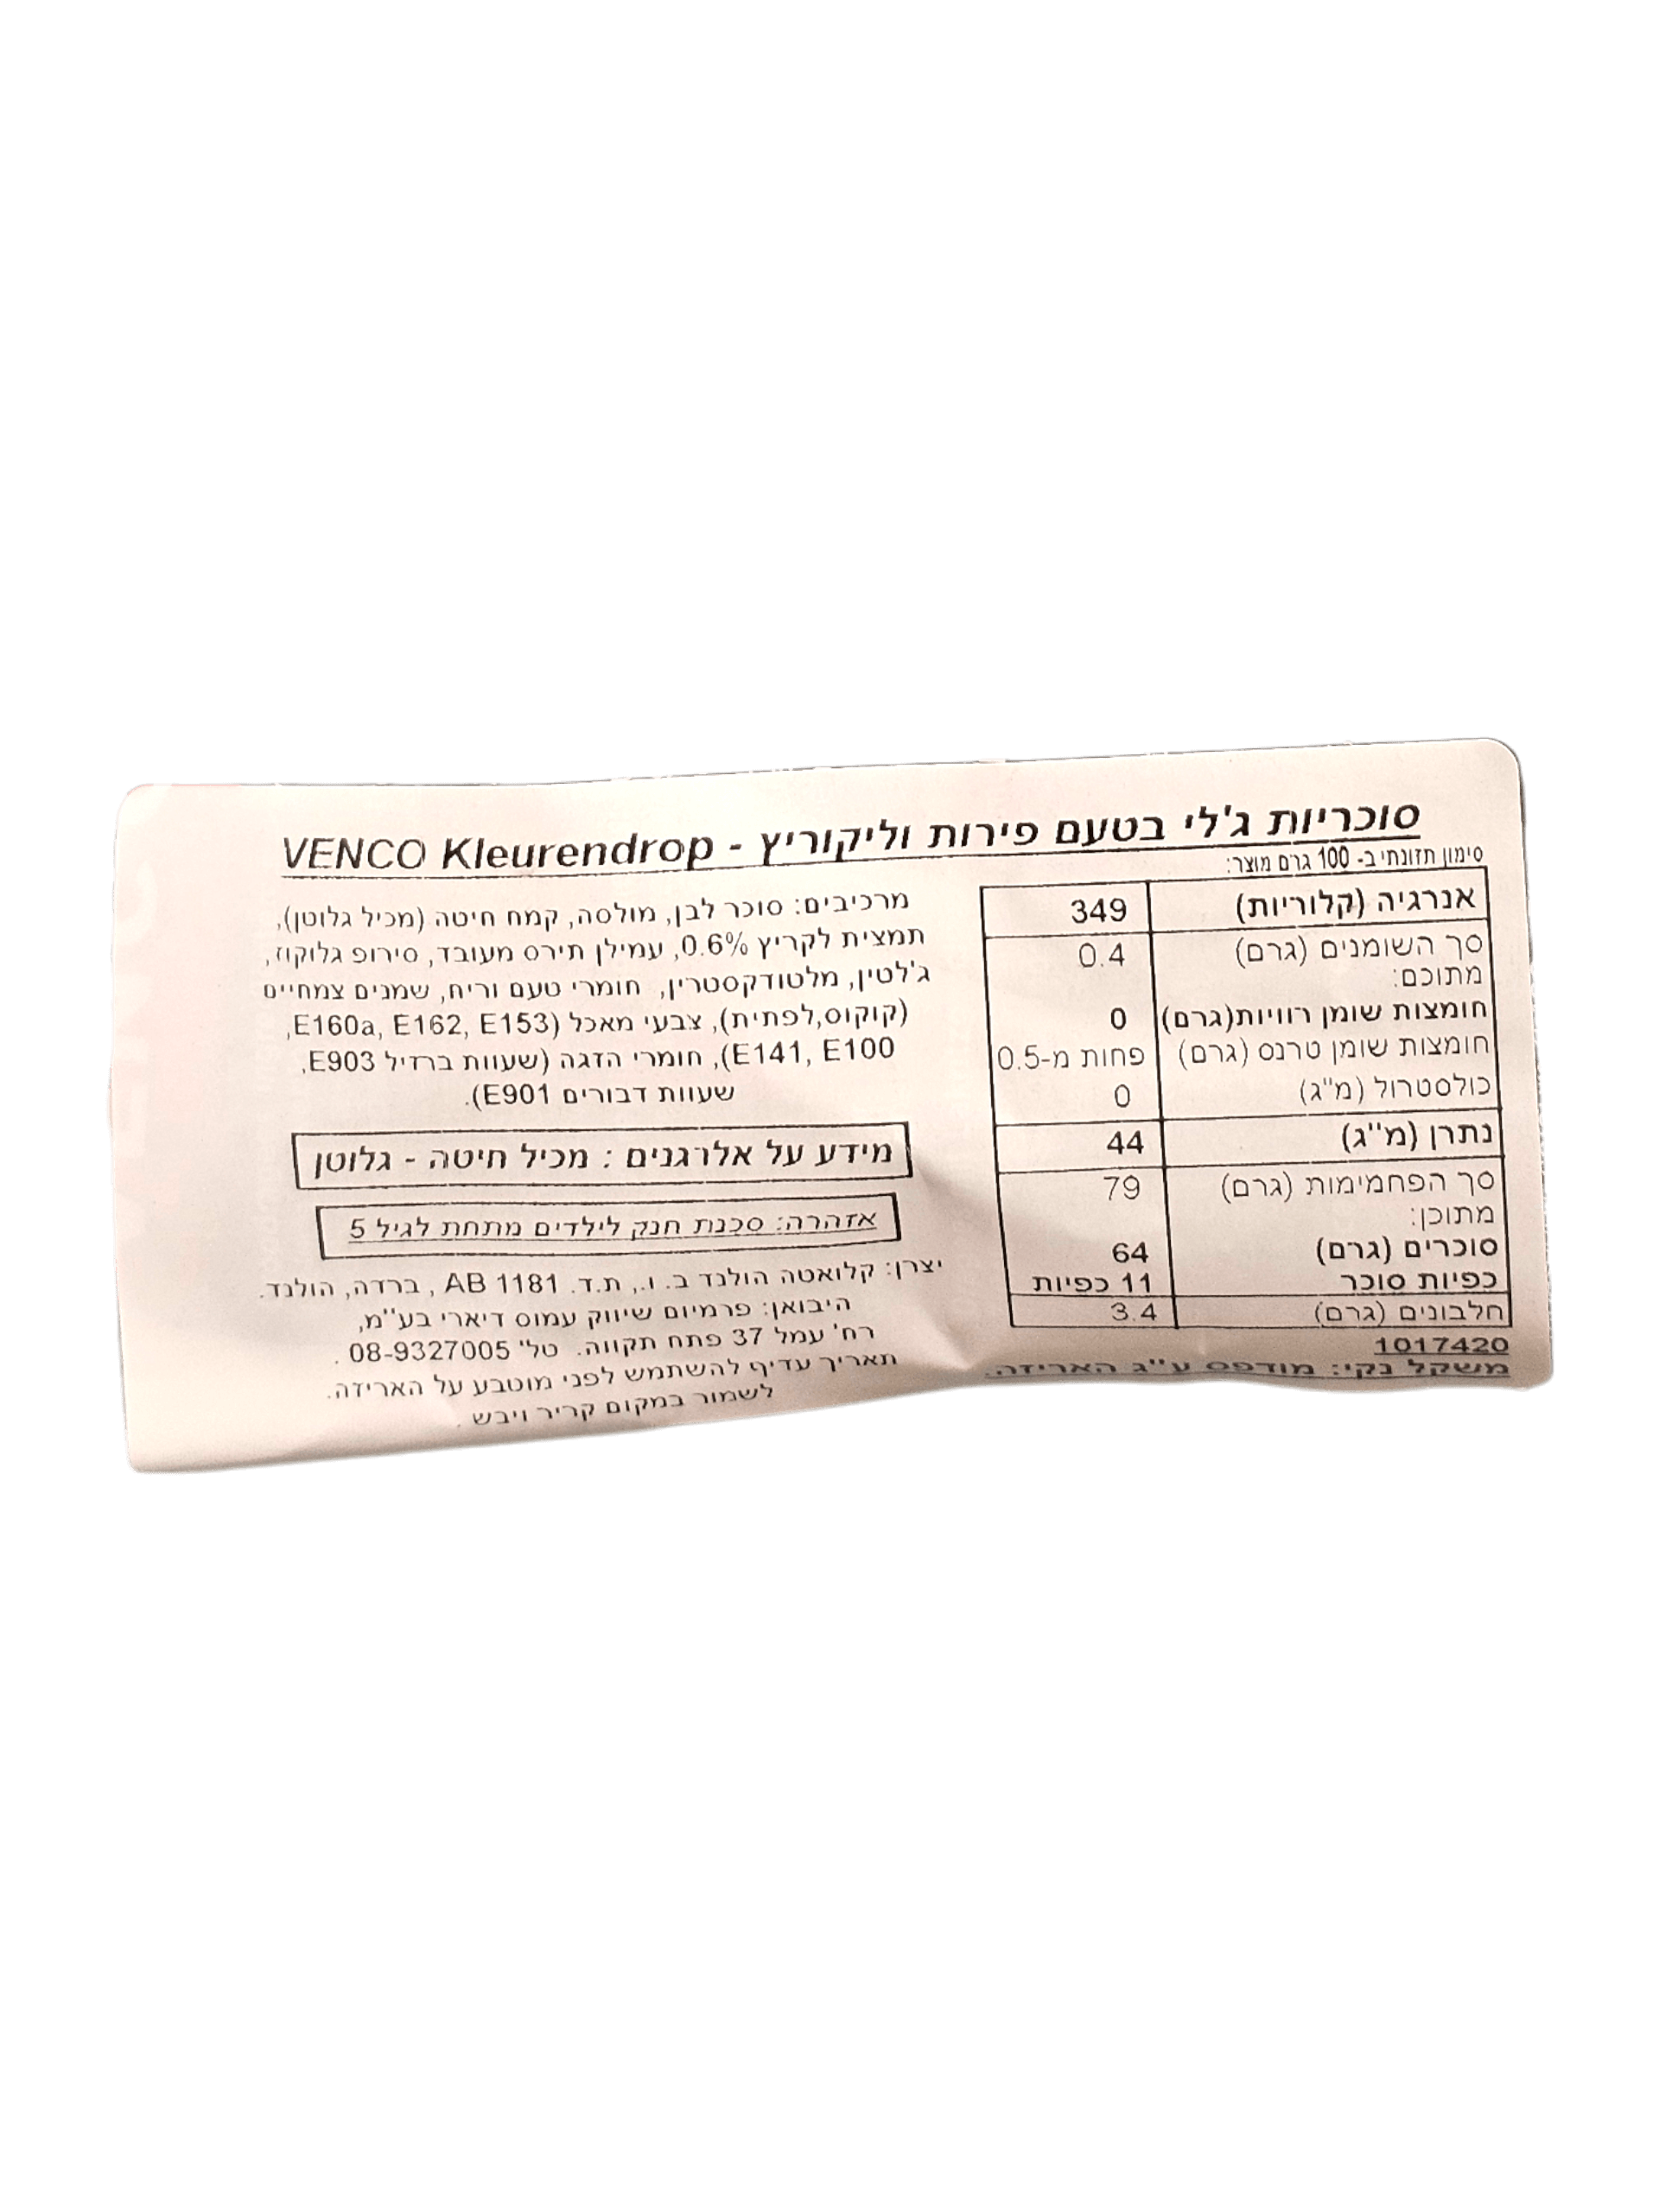 סוכריות ג'לי בטעם פירות וליקוריץ - VENCO Kleurendrop
סימון תזונתי ב- 100 גרם מוצר:
אנרגיה (קלוריות) 349
סך השומנים (גרם) 0.4
מתוכם:
חומצות שומן רוויות(גרם) 0
חומצות שומן טרנס (גרם) פחות מ-0.5
כולסטרול (מ"ג) 0
נתרן (מ''ג) 44
סך הפחמימות (גרם) 79
מתוכן:
סוכרים (גרם) 64
כפיות סוכר 11 כפיות
חלבונים (גרם) 3.4
1017420
משקל נקי: מודפס ע''ג האריזה.
מרכיבים: סוכר לבן, מולסה, קמח חיטה (מכיל גלוטן),
תמצית לקריץ 0.6%, עמילן תירס מעובד, סירופ גלוקוז,
ג'לטין, מלטודקסטרין, חומרי טעם וריח, שמנים צמחיים
(קוקוס,לפתית), צבעי מאכל (E160a, E162, E153,
E141, E100), חומרי הזגה (שעוות ברזיל E903,
שעוות דבורים E901).
מידע על אלרגנים : מכיל חיטה - גלוטן
אזהרה: סכנת חנק לילדים מתחת לגיל 5
יצרן: קלואטה הולנד ב. ו., ת.ד. 1181 AB , ברדה, הולנד.
היבואן: פרמיום שיווק עמוס דיארי בע''מ,
רח' עמל 37 פתח תקווה. טל' 08-9327005 .
תאריך עדיף להשתמש לפני מוטבע על האריזה.
לשמור במקום קריר ויבש .